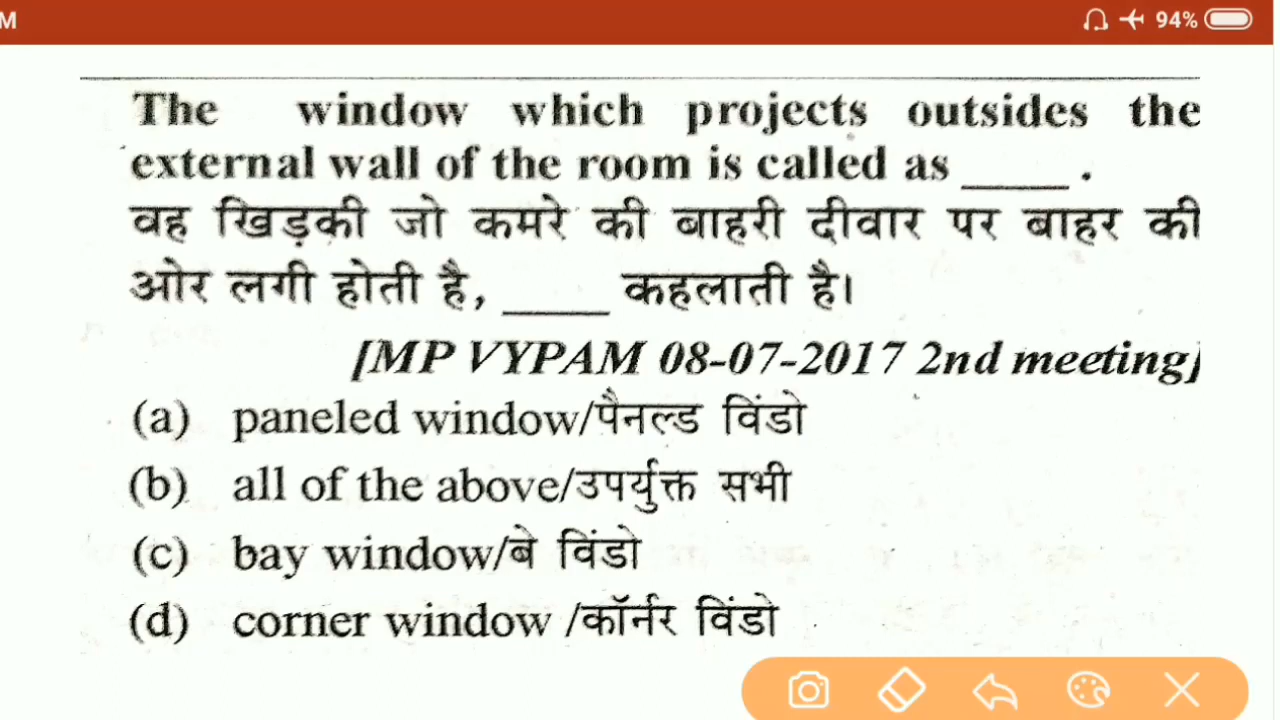 M
94%
The window which projects outsides the
external wall of the room is called as _____ .
वह खिड़की जो कमरे की बाहरी दीवार पर बाहर की
ओर लगी होती है, _____ कहलाती है।
[MP VYPAM 08-07-2017 2nd meeting]
(a) paneled window/पैनल्ड विंडो
(b) all of the above/उपर्युक्त सभी
(c) bay window/बे विंडो
(d) corner window /कॉर्नर विंडो